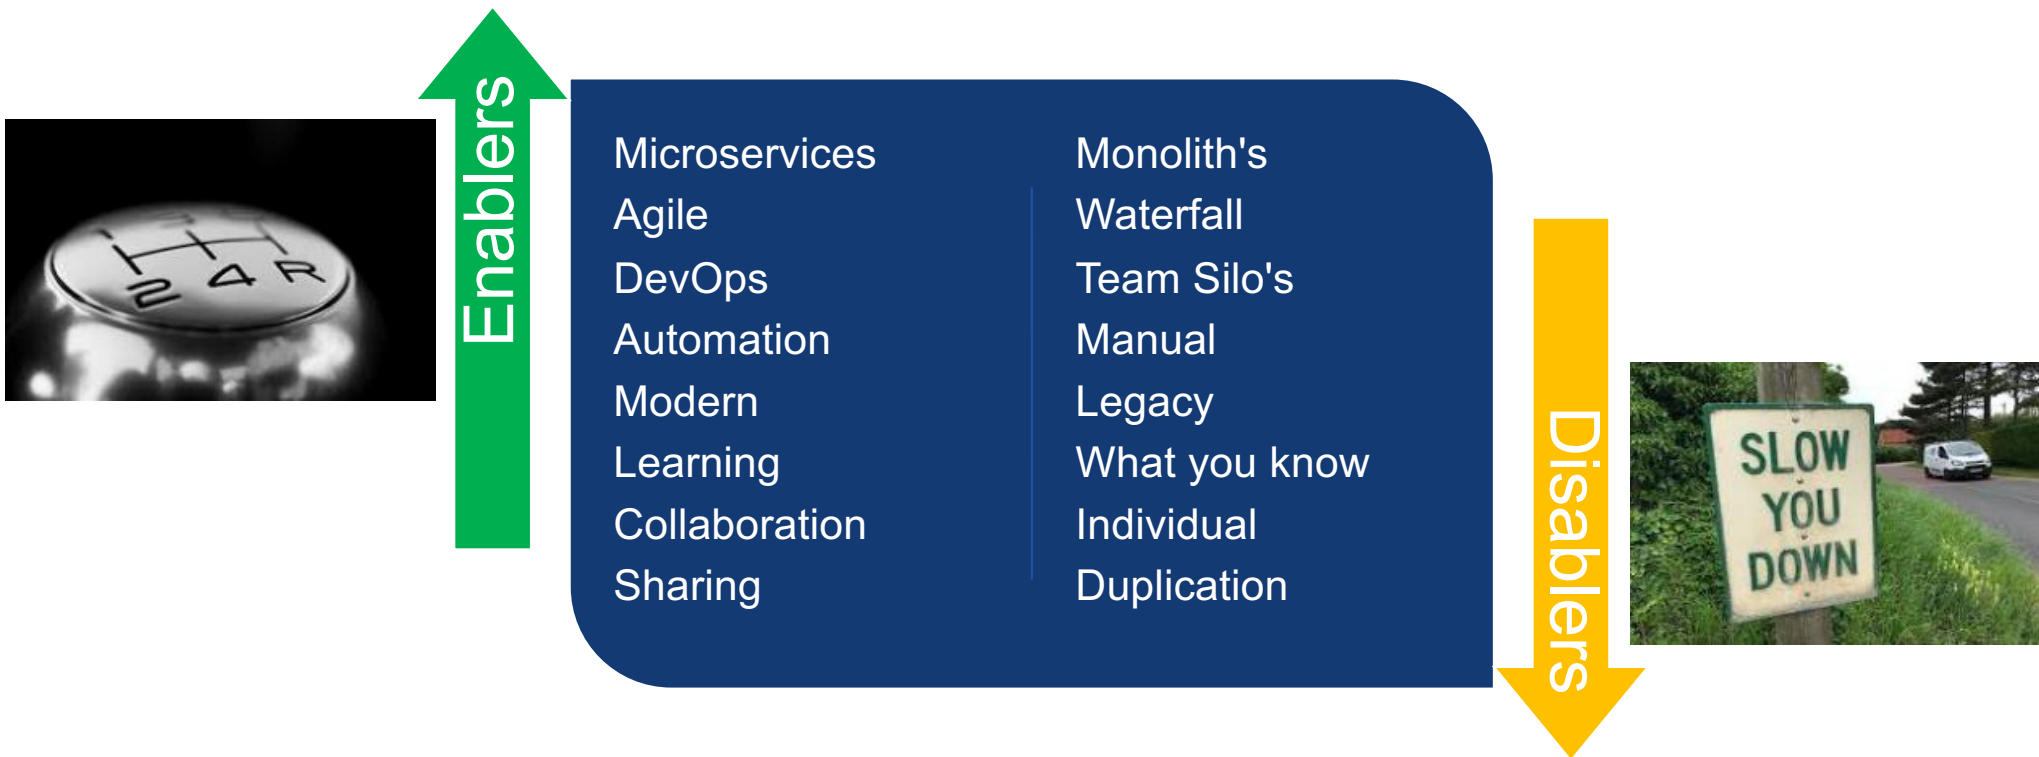 Enablers
Microservices
Agile
DevOps
Automation
Modern
Learning
Collaboration
Sharing
Monolith's
Waterfall
Team Silo's
Manual
Legacy
What you know
Individual
Duplication
Disablers
2 4 R
SLOW
YOU
DOWN